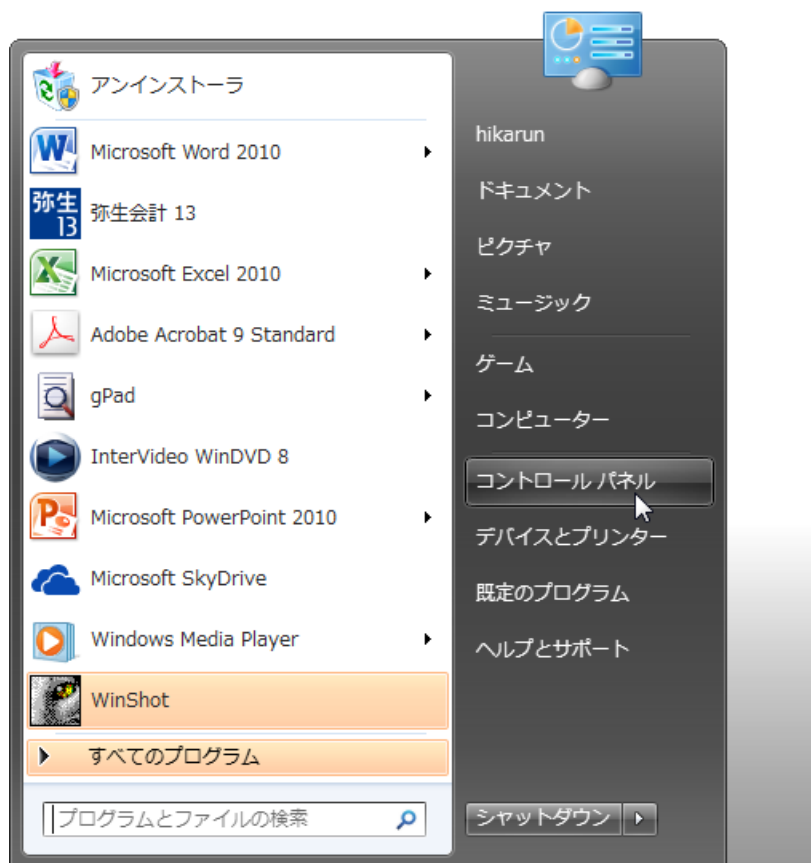 アンインストーラ
Microsoft Word 2010
弥生
13
弥生会計 13
Microsoft Excel 2010
Adobe Acrobat 9 Standard
gPad
InterVideo WinDVD 8
Microsoft PowerPoint 2010
Microsoft SkyDrive
Windows Media Player
WinShot
すべてのプログラム
プログラムとファイルの検索
hikarun
ドキュメント
ピクチャ
ミュージック
ゲーム
コンピューター
コントロール パネル
デバイスとプリンター
既定のプログラム
ヘルプとサポート
シャットダウン